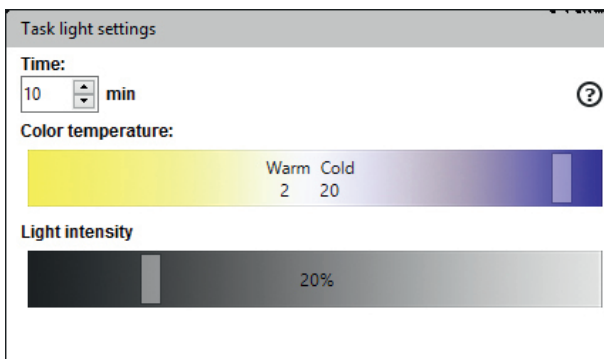 Task light settings
Time:
10 min
?
Color temperature:
Warm Cold
2 20
Light intensity
20%